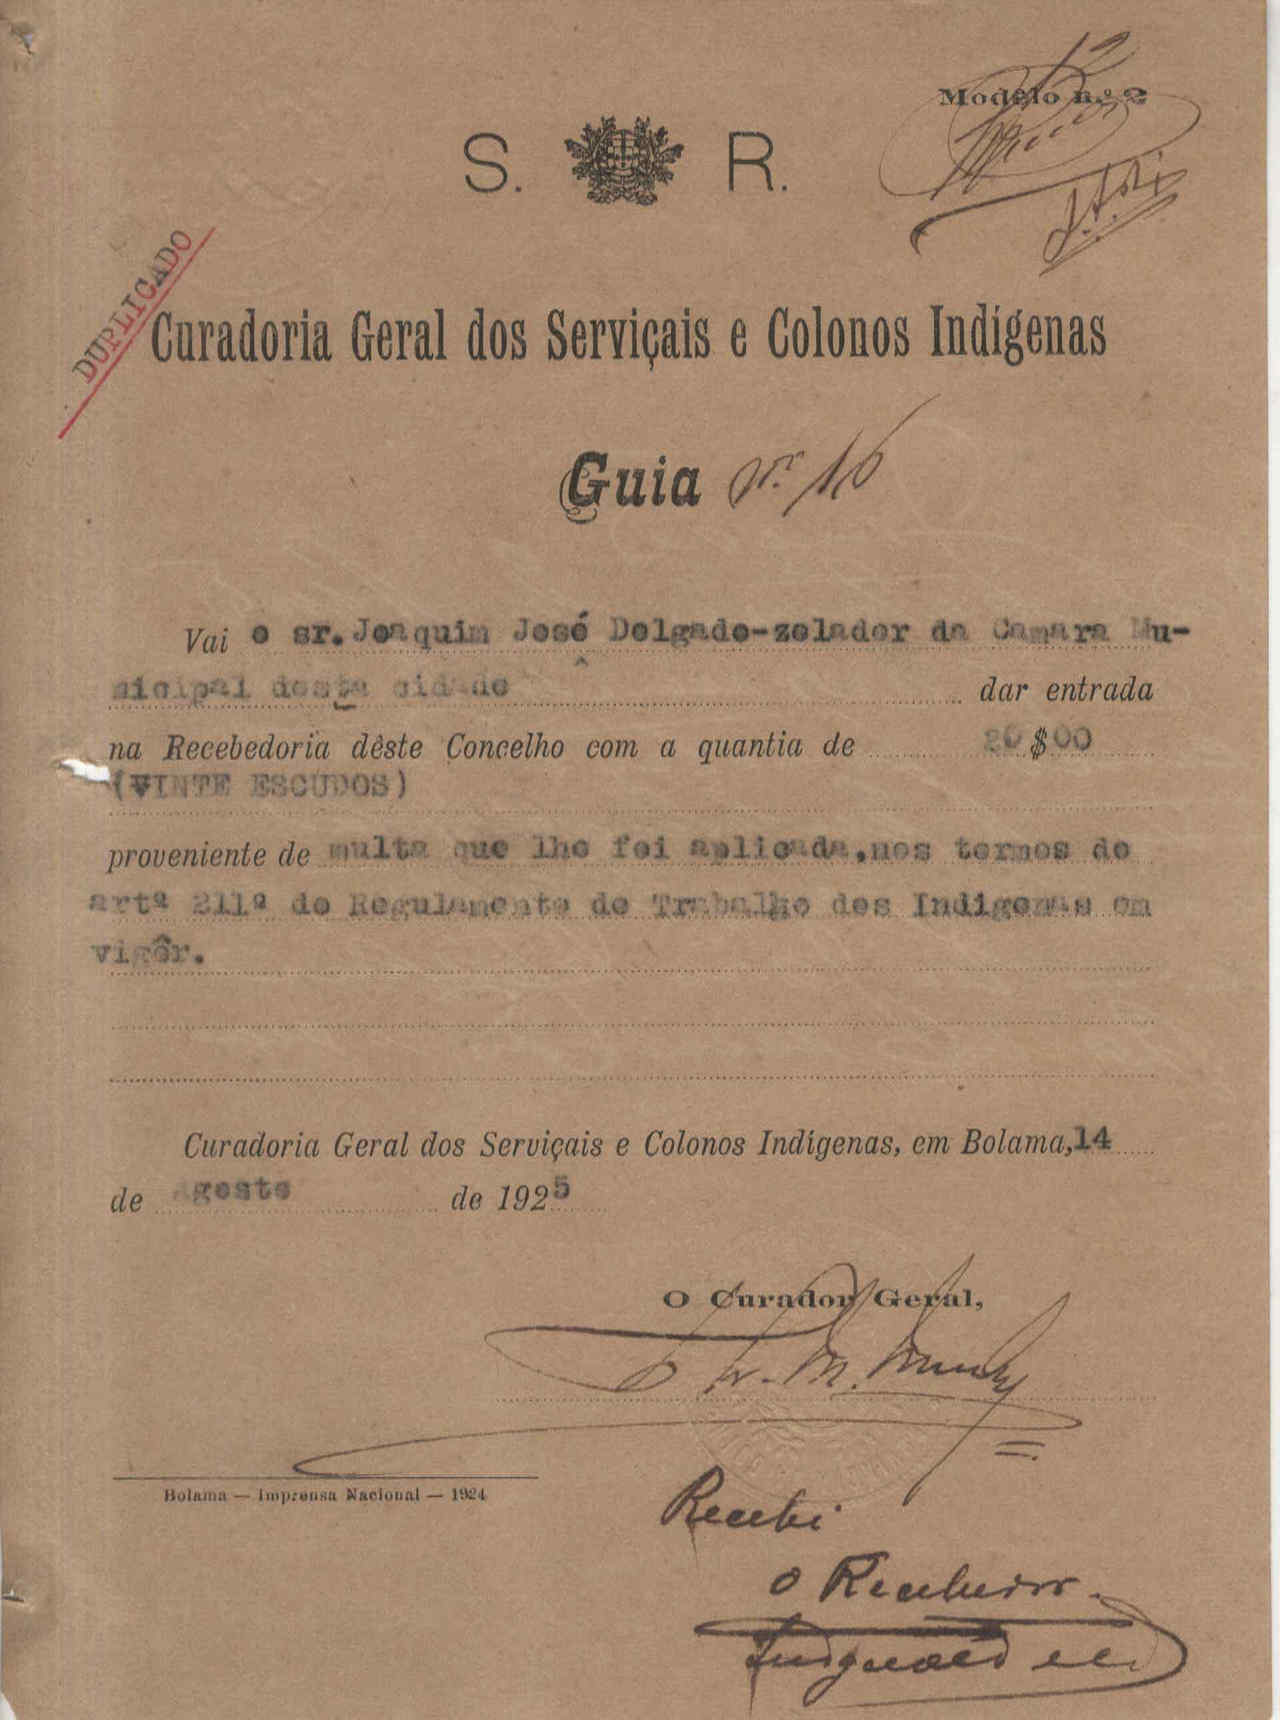 Modêlo n.º 2
12
S. R.
DUPLICADO
Curadoria Geral dos Serviçais e Colonos Indígenas
Guia nº 16
Vai o sr. Joaquim José Delgado-zelador da Camara Mu-
nicipal desta cidade dar entrada
na Recebedoria dêste Concelho com a quantia de 20$00
(VINTE ESCUDOS)
proveniente de multa que lhe foi aplicada, nos termos do
artº 211º do Regulamento do Trabalho dos Indigenas em
vigôr.
Curadoria Geral dos Serviçais e Colonos Indígenas, em Bolama, 14
de Agosto de 1925
O Curador Geral,
Bolama — Imprensa Nacional — 1924
Recebi
O Recebedor